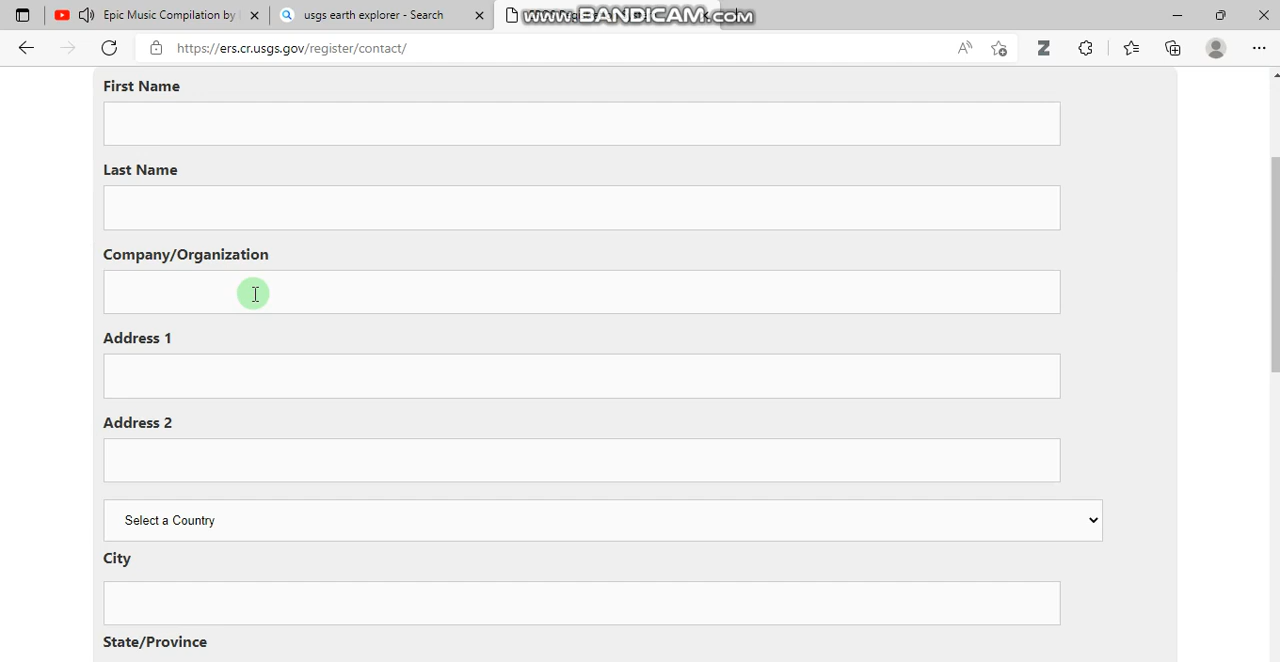 Epic Music Compilation by
usgs earth explorer - Search
www.BANDICAM.com
https://ers.cr.usgs.gov/register/contact/
First Name
Last Name
Company/Organization
Address 1
Address 2
Select a Country
City
State/Province